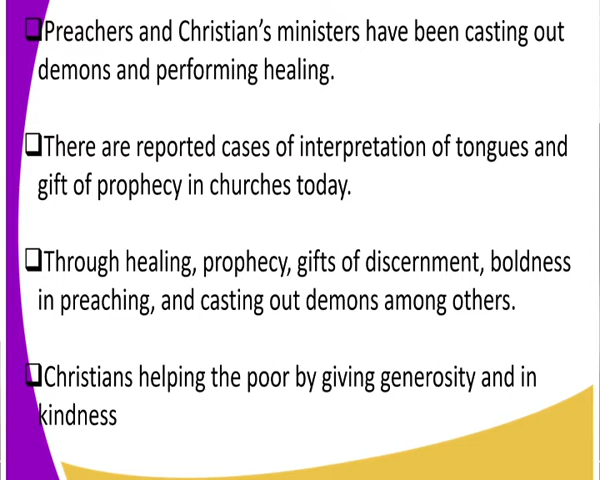 ❑Preachers and Christian’s ministers have been casting out
demons and performing healing.
❑There are reported cases of interpretation of tongues and
gift of prophecy in churches today.
❑Through healing, prophecy, gifts of discernment, boldness
in preaching, and casting out demons among others.
❑Christians helping the poor by giving generosity and in
kindness